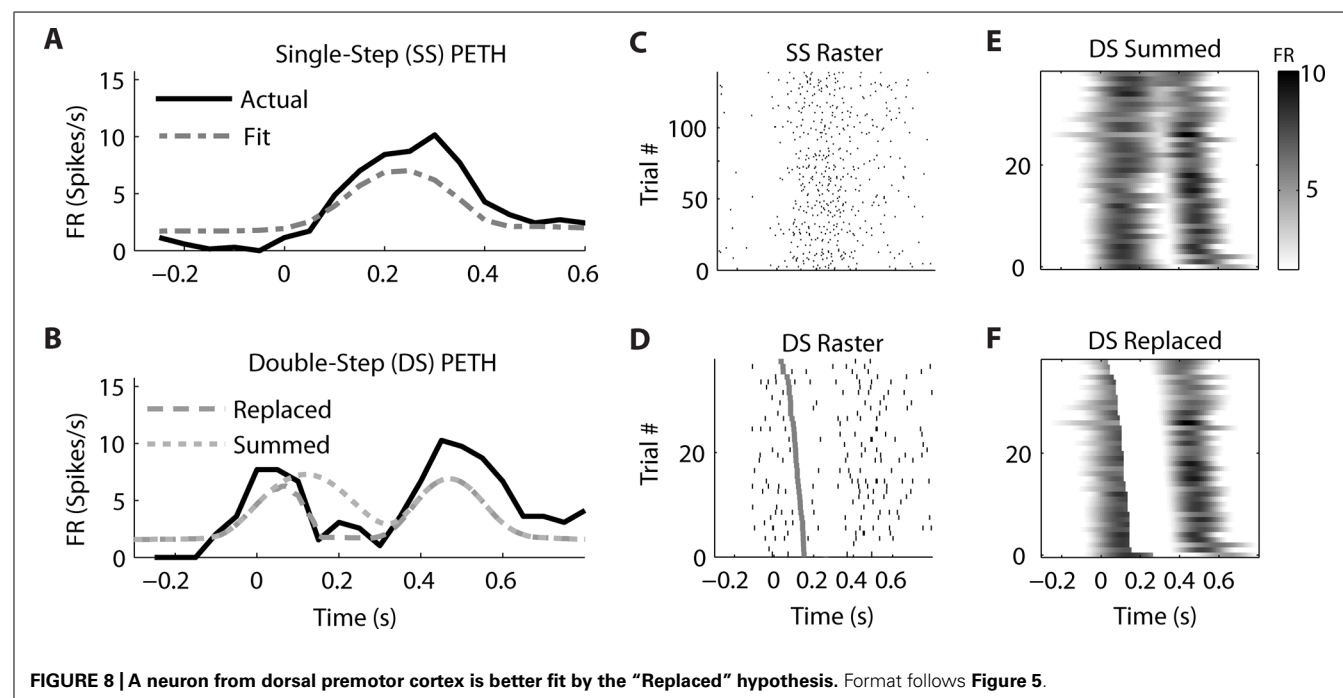 A
Single-Step (SS) PETH
15
10
5
0
FR (Spikes/s)
Actual
Fit
−0.2 0 0.2 0.4 0.6
B
Double-Step (DS) PETH
15
10
5
0
FR (Spikes/s)
Replaced
Summed
−0.2 0 0.2 0.4 0.6
Time (s)
C
SS Raster
100
50
0
Trial #
D
DS Raster
20
0
Trial #
−0.2 0 0.2 0.4 0.6
Time (s)
E
DS Summed
20
0
FR
10
5
F
DS Replaced
20
0
−0.2 0 0.2 0.4 0.6
Time (s)
FIGURE 8 | A neuron from dorsal premotor cortex is better fit by the “Replaced” hypothesis. Format follows Figure 5.